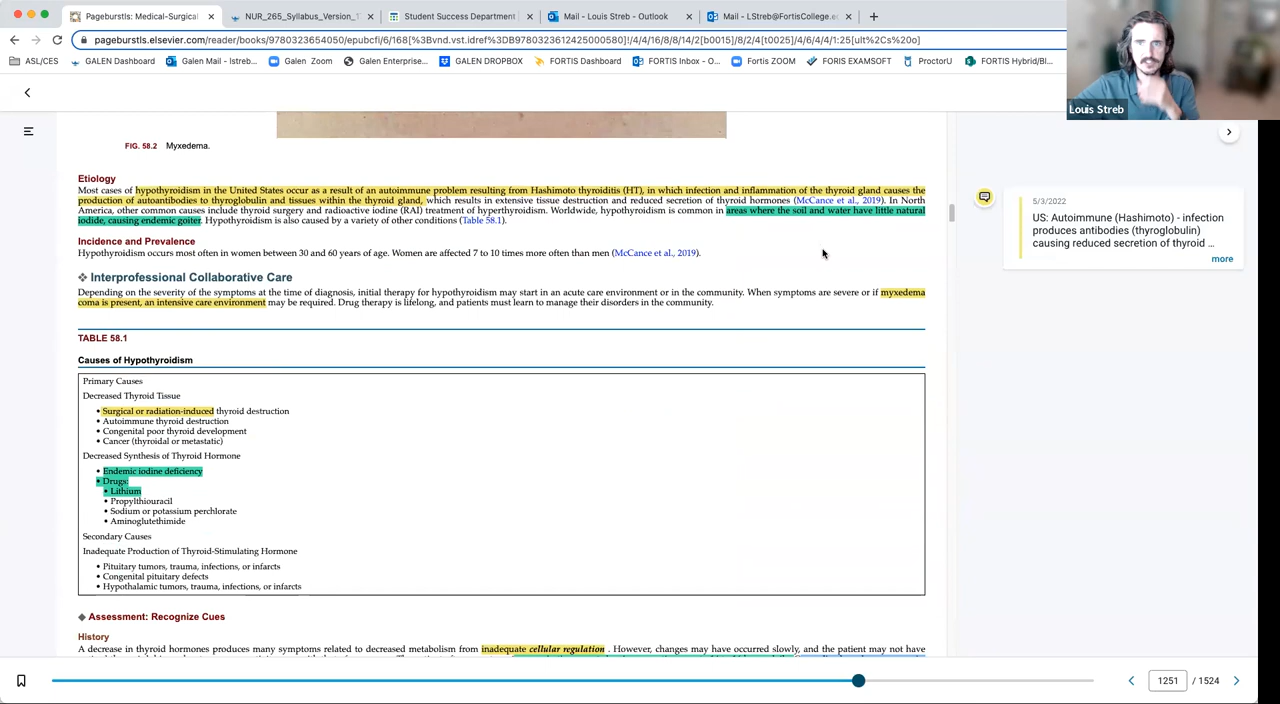 Pageburstls: Medical-Surgical
NUR_265_Syllabus_Version_1
Student Success Department
Mail - Louis Streb - Outlook
Mail - LStreb@FortisCollege.e
pageburstls.elsevier.com/reader/books/9780323654050/epubcfi/6/168[%3Bvnd.vst.idref%3DB9780323612425000580]!/4/4/16/8/8/14/2[b0015]/8/2/4[t0025]/4/6/4/4/1:25[ult%2Cs%20o]
ASL/CES
GALEN Dashboard
Galen Mail - lstreb...
Galen Zoom
Galen Enterprise...
GALEN DROPBOX
FORTIS Dashboard
FORTIS Inbox - O...
Fortis ZOOM
FORIS EXAMSOFT
ProctorU
FORTIS Hybrid/Bl...
Louis Streb
FIG. 58.2 Myxedema.
Etiology
Most cases of hypothyroidism in the United States occur as a result of an autoimmune problem resulting from Hashimoto thyroiditis (HT), in which infection and inflammation of the thyroid gland causes the
production of autoantibodies to thyroglobulin and tissues within the thyroid gland, which results in extensive tissue destruction and reduced secretion of thyroid hormones (McCance et al., 2019). In North
America, other common causes include thyroid surgery and radioactive iodine (RAI) treatment of hyperthyroidism. Worldwide, hypothyroidism is common in areas where the soil and water have little natural
iodide, causing endemic goiter. Hypothyroidism is also caused by a variety of other conditions (Table 58.1).
Incidence and Prevalence
Hypothyroidism occurs most often in women between 30 and 60 years of age. Women are affected 7 to 10 times more often than men (McCance et al., 2019).
❖ Interprofessional Collaborative Care
Depending on the severity of the symptoms at the time of diagnosis, initial therapy for hypothyroidism may start in an acute care environment or in the community. When symptoms are severe or if myxedema
coma is present, an intensive care environment may be required. Drug therapy is lifelong, and patients must learn to manage their disorders in the community.
TABLE 58.1
Causes of Hypothyroidism
Primary Causes
Decreased Thyroid Tissue
• Surgical or radiation-induced thyroid destruction
• Autoimmune thyroid destruction
• Congenital poor thyroid development
• Cancer (thyroidal or metastatic)
Decreased Synthesis of Thyroid Hormone
• Endemic iodine deficiency
• Drugs:
• Lithium
• Propylthiouracil
• Sodium or potassium perchlorate
• Aminoglutethimide
Secondary Causes
Inadequate Production of Thyroid-Stimulating Hormone
• Pituitary tumors, trauma, infections, or infarcts
• Congenital pituitary defects
• Hypothalamic tumors, trauma, infections, or infarcts
◆ Assessment: Recognize Cues
History
A decrease in thyroid hormones produces many symptoms related to decreased metabolism from inadequate cellular regulation . However, changes may have occurred slowly, and the patient may not have
5/3/2022
US: Autoimmune (Hashimoto) - infection
produces antibodies (thyroglobulin)
causing reduced secretion of thyroid ...
more
1251 / 1524